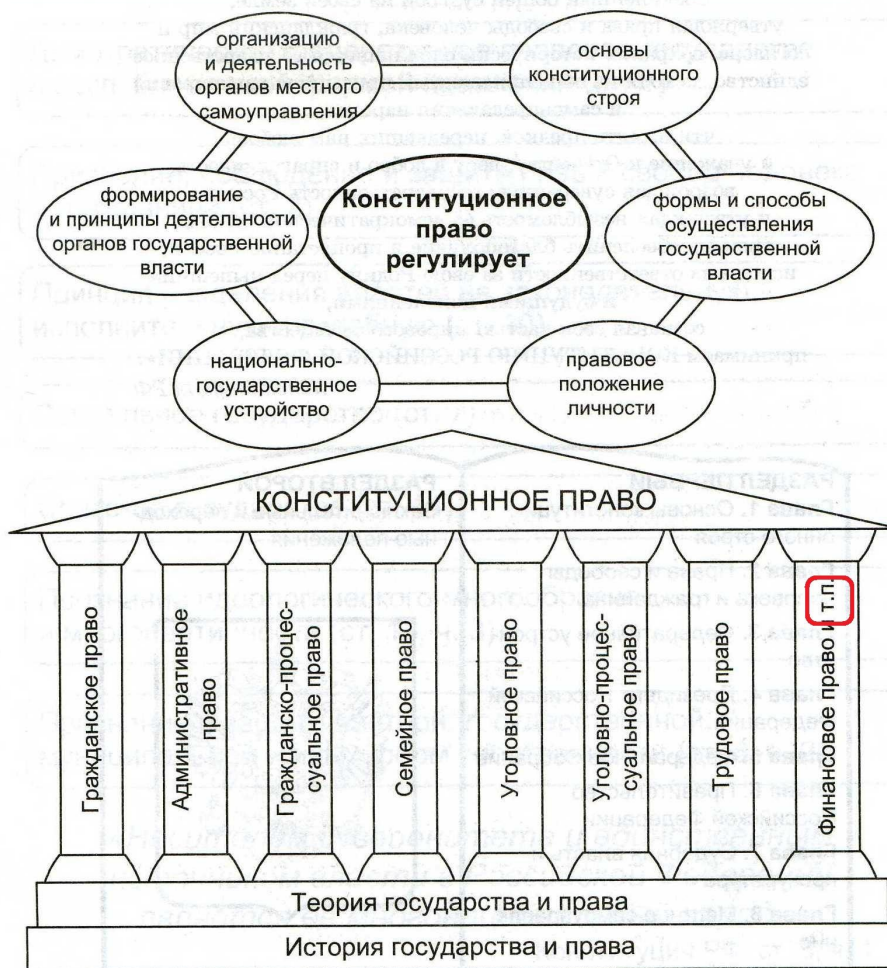 организацию
и деятельность
органов местного
самоуправления
основы
конституционного
строя
формирование
и принципы деятельности
органов государственной
власти
Конституционное
право
регулирует
формы и способы
осуществления
государственной
власти
национально-
государственное
устройство
правовое
положение
личности
КОНСТИТУЦИОННОЕ ПРАВО
Гражданское право
Административное
право
Гражданско-процес-
суальное право
Семейное право
Уголовное право
Уголовно-процес-
суальное право
Трудовое право
Финансовое право и т.п.
Теория государства и права
История государства и права